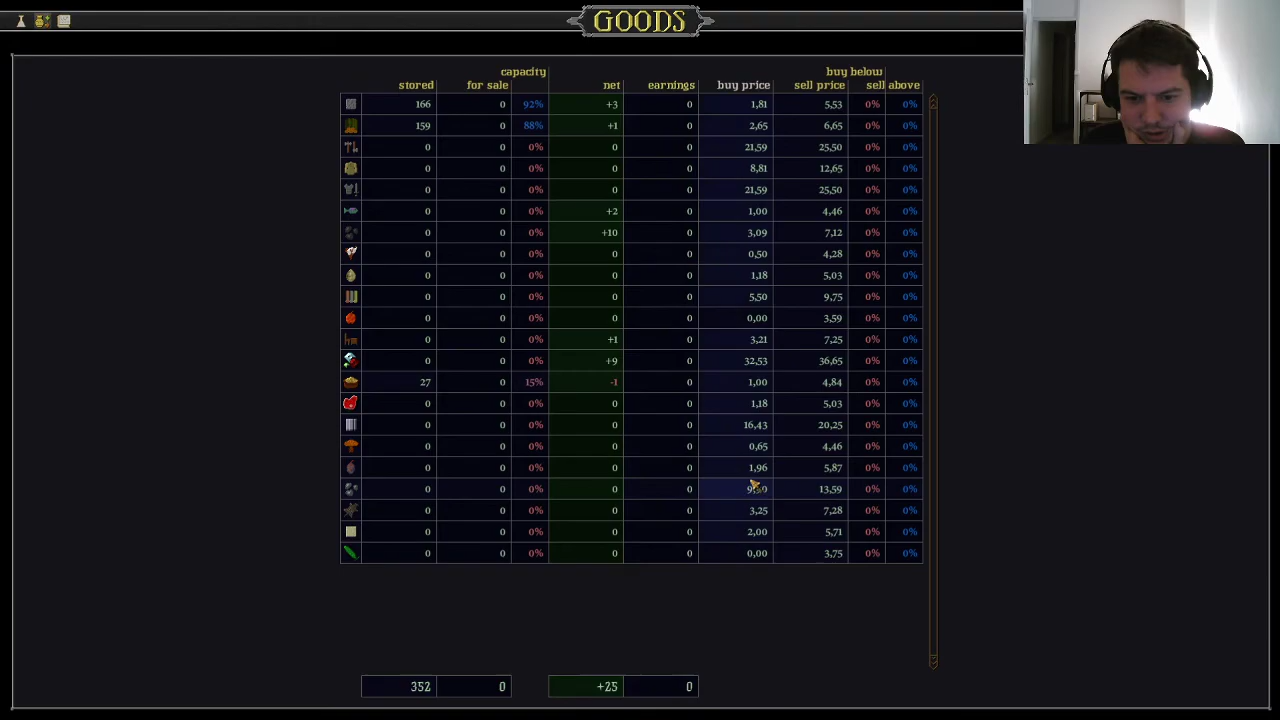 GOODS
capacity buy below
stored for sale net earnings buy price sell price sell above
166 0 92% +3 0 1,81 5,53 0% 0%
159 0 88% +1 0 2,65 6,65 0% 0%
0 0 0% 0 0 21,59 25,50 0% 0%
0 0 0% 0 0 8,81 12,65 0% 0%
0 0 0% 0 0 21,59 25,50 0% 0%
0 0 0% +2 0 1,00 4,46 0% 0%
0 0 0% +10 0 3,09 7,12 0% 0%
0 0 0% 0 0 0,50 4,28 0% 0%
0 0 0% 0 0 1,18 5,03 0% 0%
0 0 0% 0 0 5,50 9,75 0% 0%
0 0 0% 0 0 0,00 3,59 0% 0%
0 0 0% +1 0 3,21 7,25 0% 0%
0 0 0% +9 0 32,53 36,65 0% 0%
27 0 15% -1 0 1,00 4,84 0% 0%
0 0 0% 0 0 1,18 5,03 0% 0%
0 0 0% 0 0 16,43 20,25 0% 0%
0 0 0% 0 0 0,65 4,46 0% 0%
0 0 0% 0 0 1,96 5,87 0% 0%
0 0 0% 0 0 13,59 0% 0%
0 0 0% 0 0 3,25 7,28 0% 0%
0 0 0% 0 0 2,00 5,71 0% 0%
0 0 0% 0 0 0,00 3,75 0% 0%
352 0 +25 0